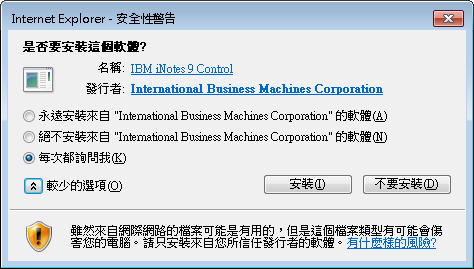 Internet Explorer - 安全性警告
是否要安裝這個軟體?
名稱: IBM iNotes 9 Control
發行者: International Business Machines Corporation
永遠安裝來自 "International Business Machines Corporation" 的軟體(A)
絕不安裝來自 "International Business Machines Corporation" 的軟體(N)
每次都詢問我(K)
較少的選項(O) 安裝(I) 不要安裝(D)
雖然來自網際網路的檔案可能是有用的，但是這個檔案類型有可能會傷
害您的電腦。請只安裝來自您所信任發行者的軟體。有什麼樣的風險?